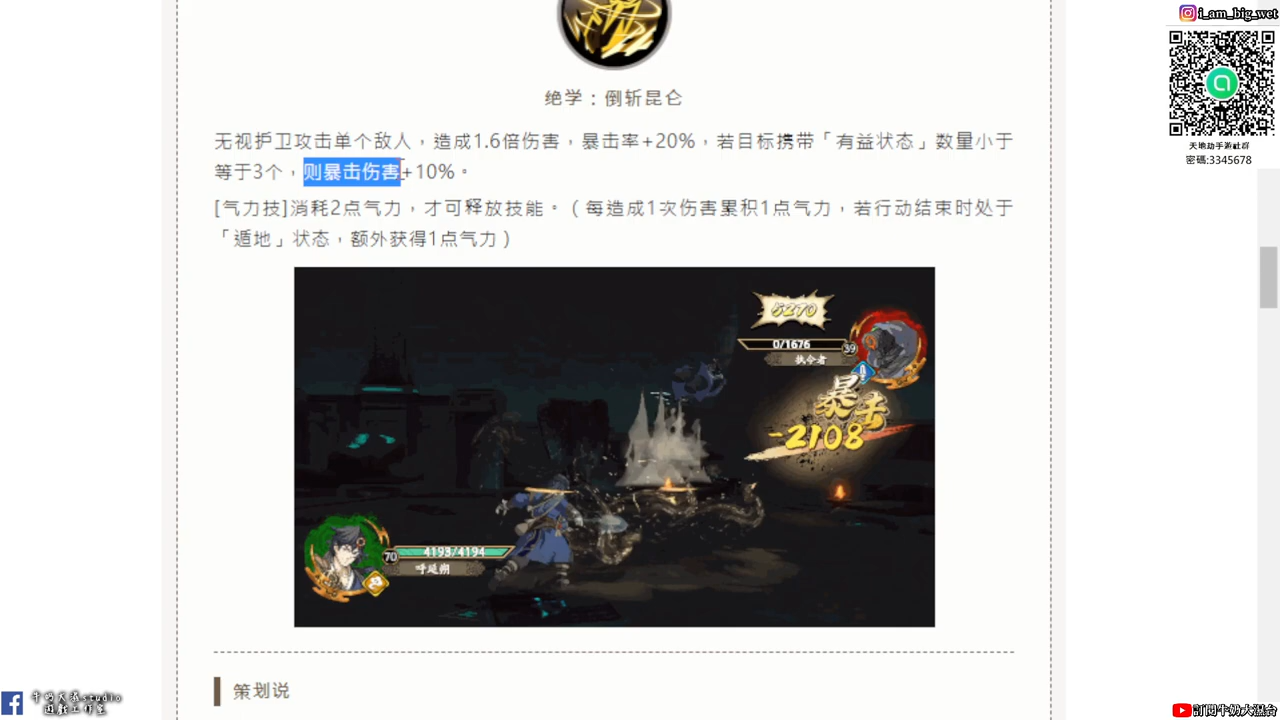 i_am_big_wet
天地劫手遊社群
密碼:3345678
绝学：倒斩昆仑
无视护卫攻击单个敌人，造成1.6倍伤害，暴击率+20%，若目标携带「有益状态」数量小于
等于3个，则暴击伤害+10%。
[气力技]消耗2点气力，才可释放技能。（每造成1次伤害累积1点气力，若行动结束时处于
「遁地」状态，额外获得1点气力）
5270
0/1676
39
执令者
暴击
-2108
70
4193/4194
呼延朔
策划说
牛奶大混studio
遊戲工作室
訂閱牛奶大混台